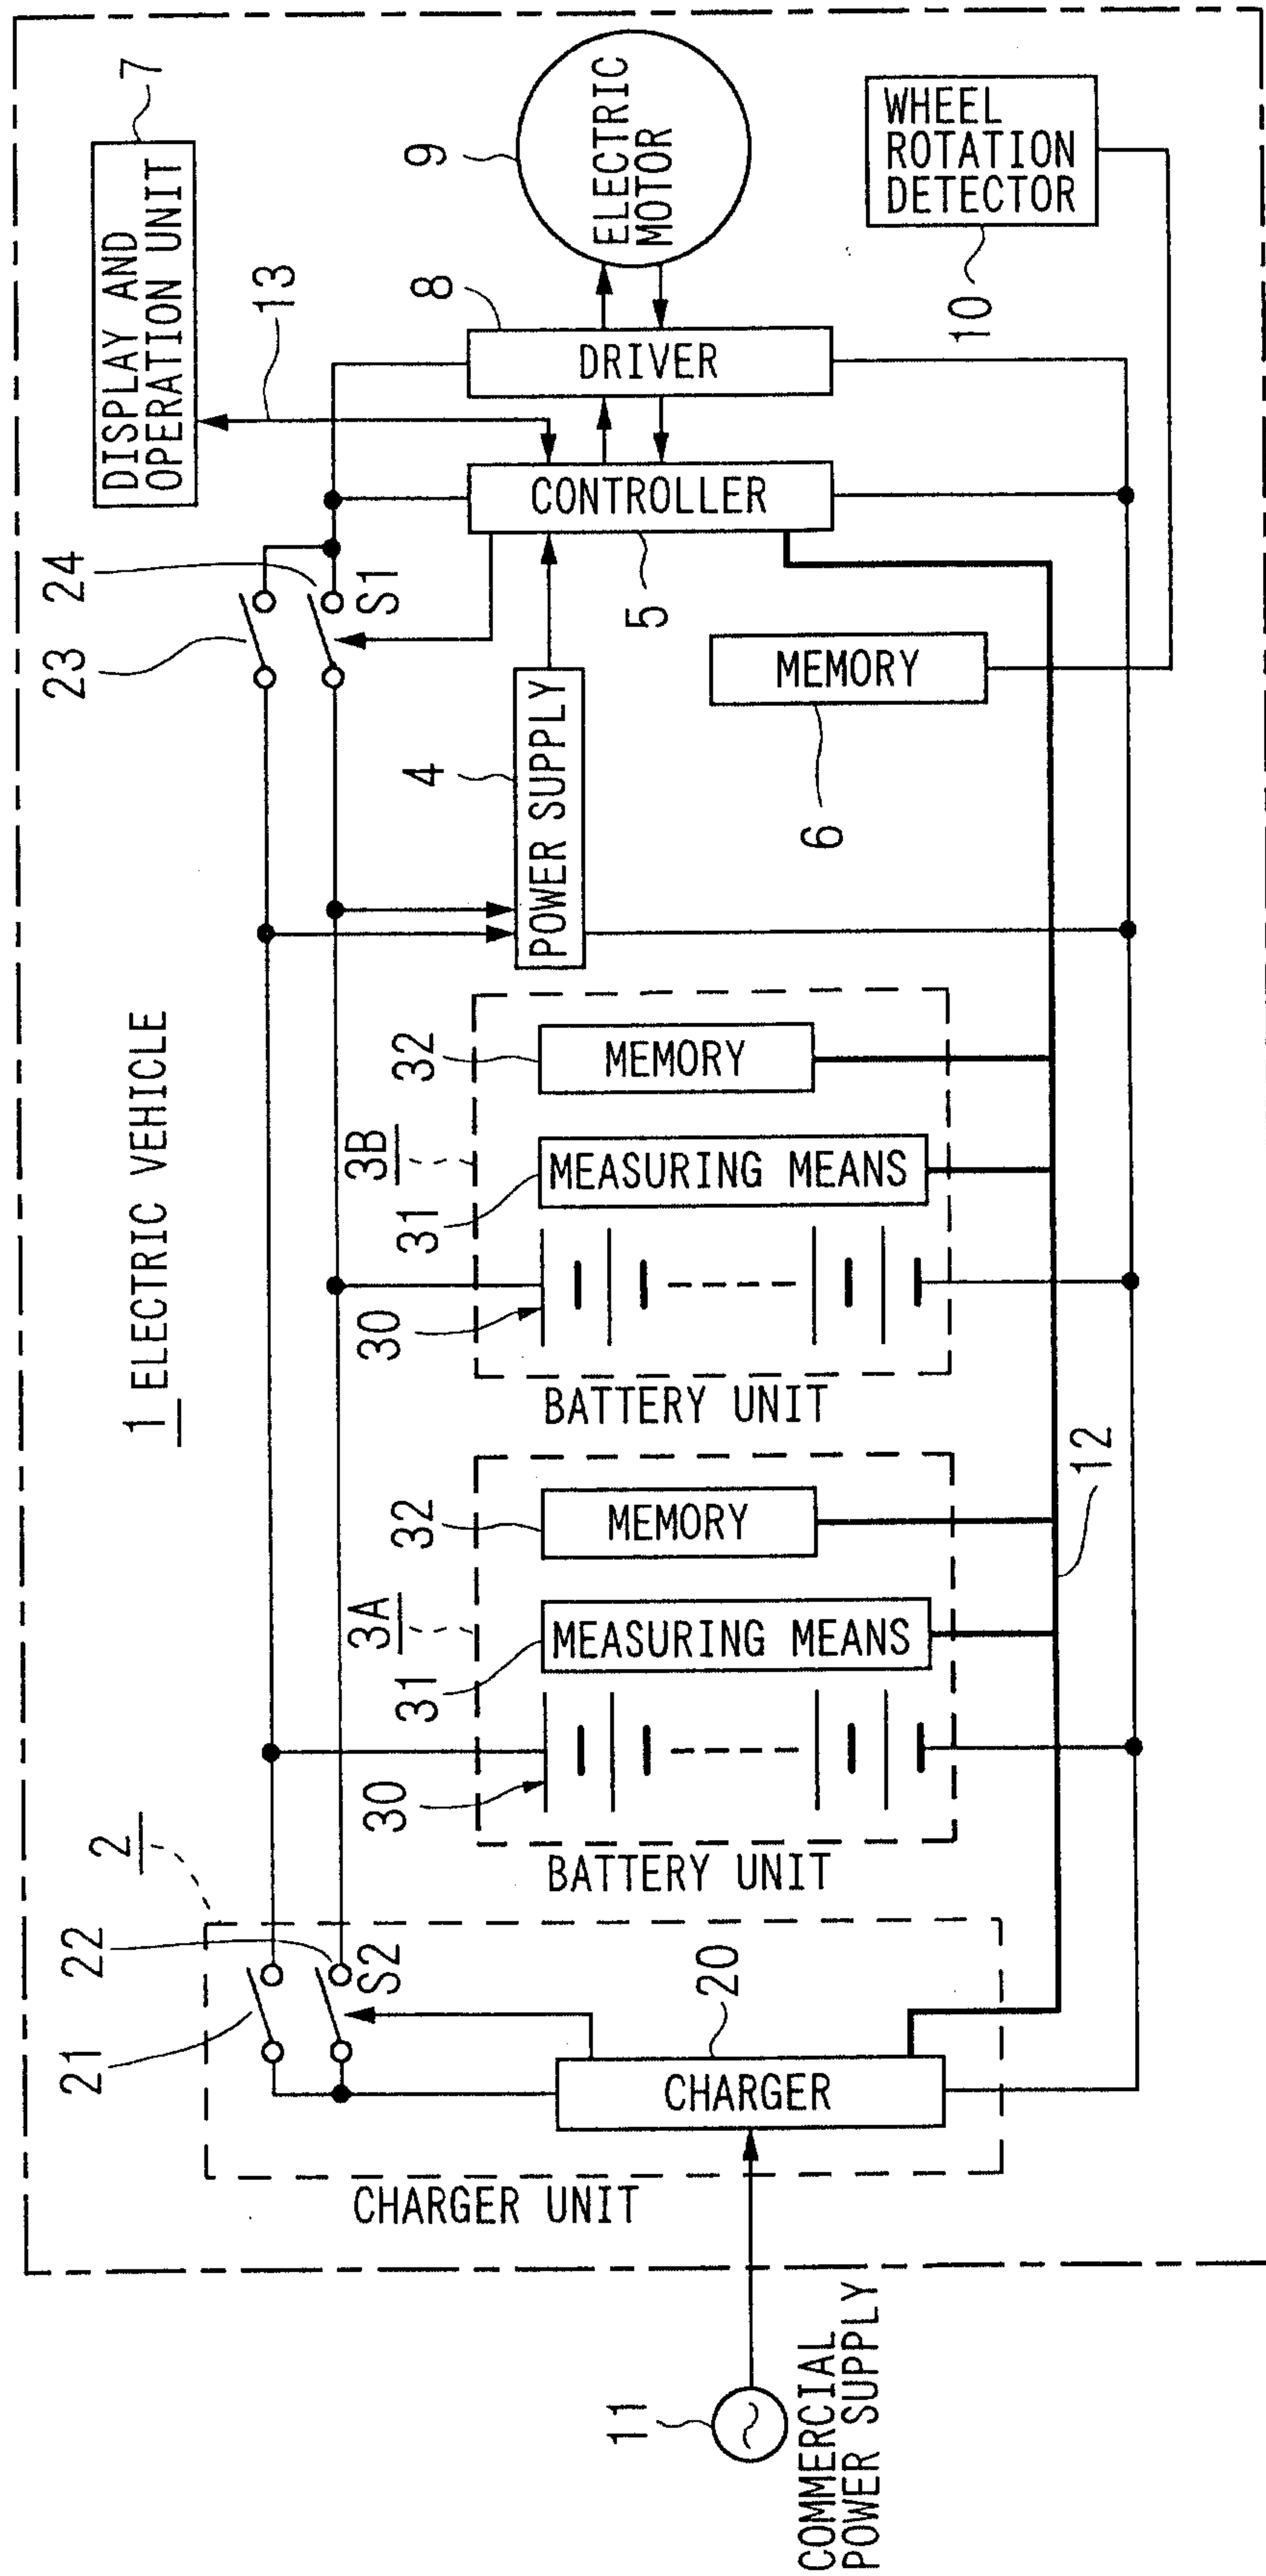 1 ELECTRIC VEHICLE
2
21
22
S2
20
CHARGER
CHARGER UNIT
11
COMMERCIAL
POWER SUPPLY
3A
30
31
32
MEASURING MEANS
MEMORY
BATTERY UNIT
3B
30
31
32
MEASURING MEANS
MEMORY
BATTERY UNIT
12
4
POWER SUPPLY
23
24
S1
5
CONTROLLER
6
MEMORY
13
7
DISPLAY AND
OPERATION UNIT
8
DRIVER
9
ELECTRIC
MOTOR
10
WHEEL
ROTATION
DETECTOR